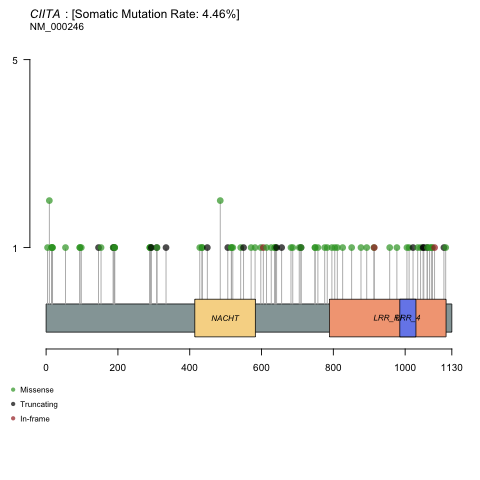 CIITA : [Somatic Mutation Rate: 4.46%]
NM_000246
5
1
NACHT
LRR_4
0 200 400 600 800 1000 1130
Missense
Truncating
In-frame